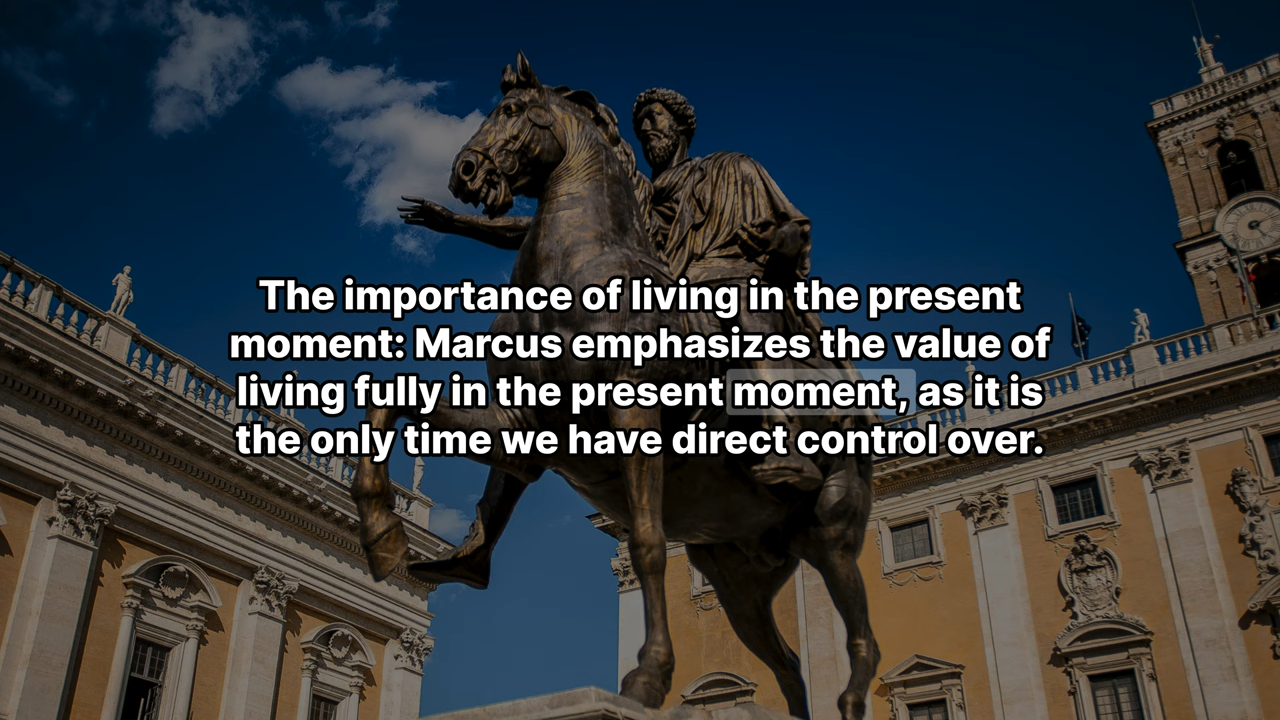 The importance of living in the present
moment: Marcus emphasizes the value of
living fully in the present moment, as it is
the only time we have direct control over.